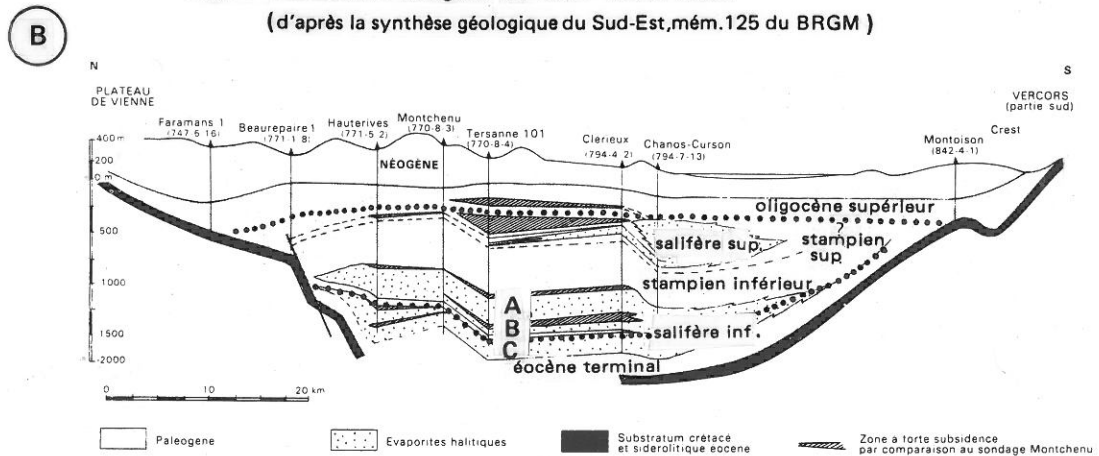 B
(d'après la synthèse géologique du Sud-Est,mém.125 du BRGM )
N
S
PLATEAU
DE VIENNE
VERCORS
(partie sud)
Faramans 1
(747-5 16)
Beaurepaire 1
(771-1 8)
Hauterives
(771-5 2)
Montchenu
(770-8-3)
Tersanne 101
(770-8-4)
Clerieux
(794-4 2)
Chanos-Curson
(794-7-13)
Montoison
(842-4-1)
Crest
400 m
200
0 m
500
1000
1500
2000
NÉOGÈNE
oligocène supérieur
?
salifère sup.
stampien
sup
stampien inférieur
A
B
C
salifère inf.
éocène terminal
0 10 20 km
Paleogene
Evaporites halitiques
Substratum crétacé
et siderolitique eocene
Zone à forte subsidence
par comparaison au sondage Montchenu